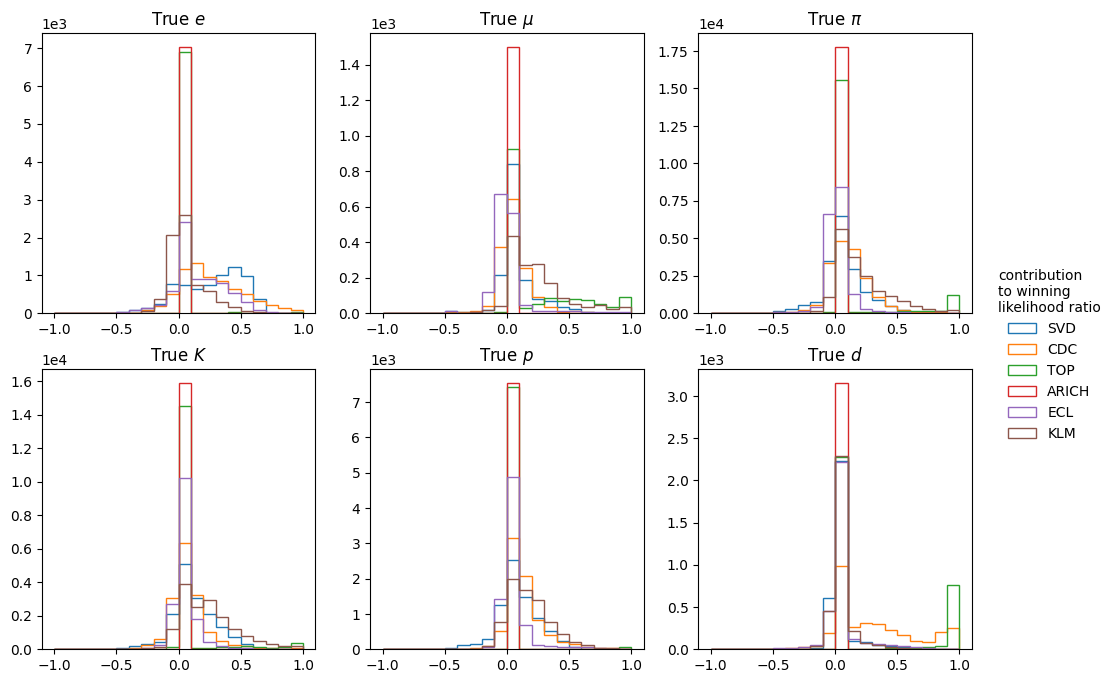 True e
1e3
7
6
5
4
3
2
1
0
−1.0 −0.5 0.0 0.5 1.0
True μ
1e3
1.4
1.2
1.0
0.8
0.6
0.4
0.2
0.0
−1.0 −0.5 0.0 0.5 1.0
True π
1e4
1.75
1.50
1.25
1.00
0.75
0.50
0.25
0.00
−1.0 −0.5 0.0 0.5 1.0
True K
1e4
1.6
1.4
1.2
1.0
0.8
0.6
0.4
0.2
0.0
−1.0 −0.5 0.0 0.5 1.0
True p
1e3
7
6
5
4
3
2
1
0
−1.0 −0.5 0.0 0.5 1.0
True d
1e3
3.0
2.5
2.0
1.5
1.0
0.5
0.0
−1.0 −0.5 0.0 0.5 1.0
contribution
to winning
likelihood ratio
SVD
CDC
TOP
ARICH
ECL
KLM